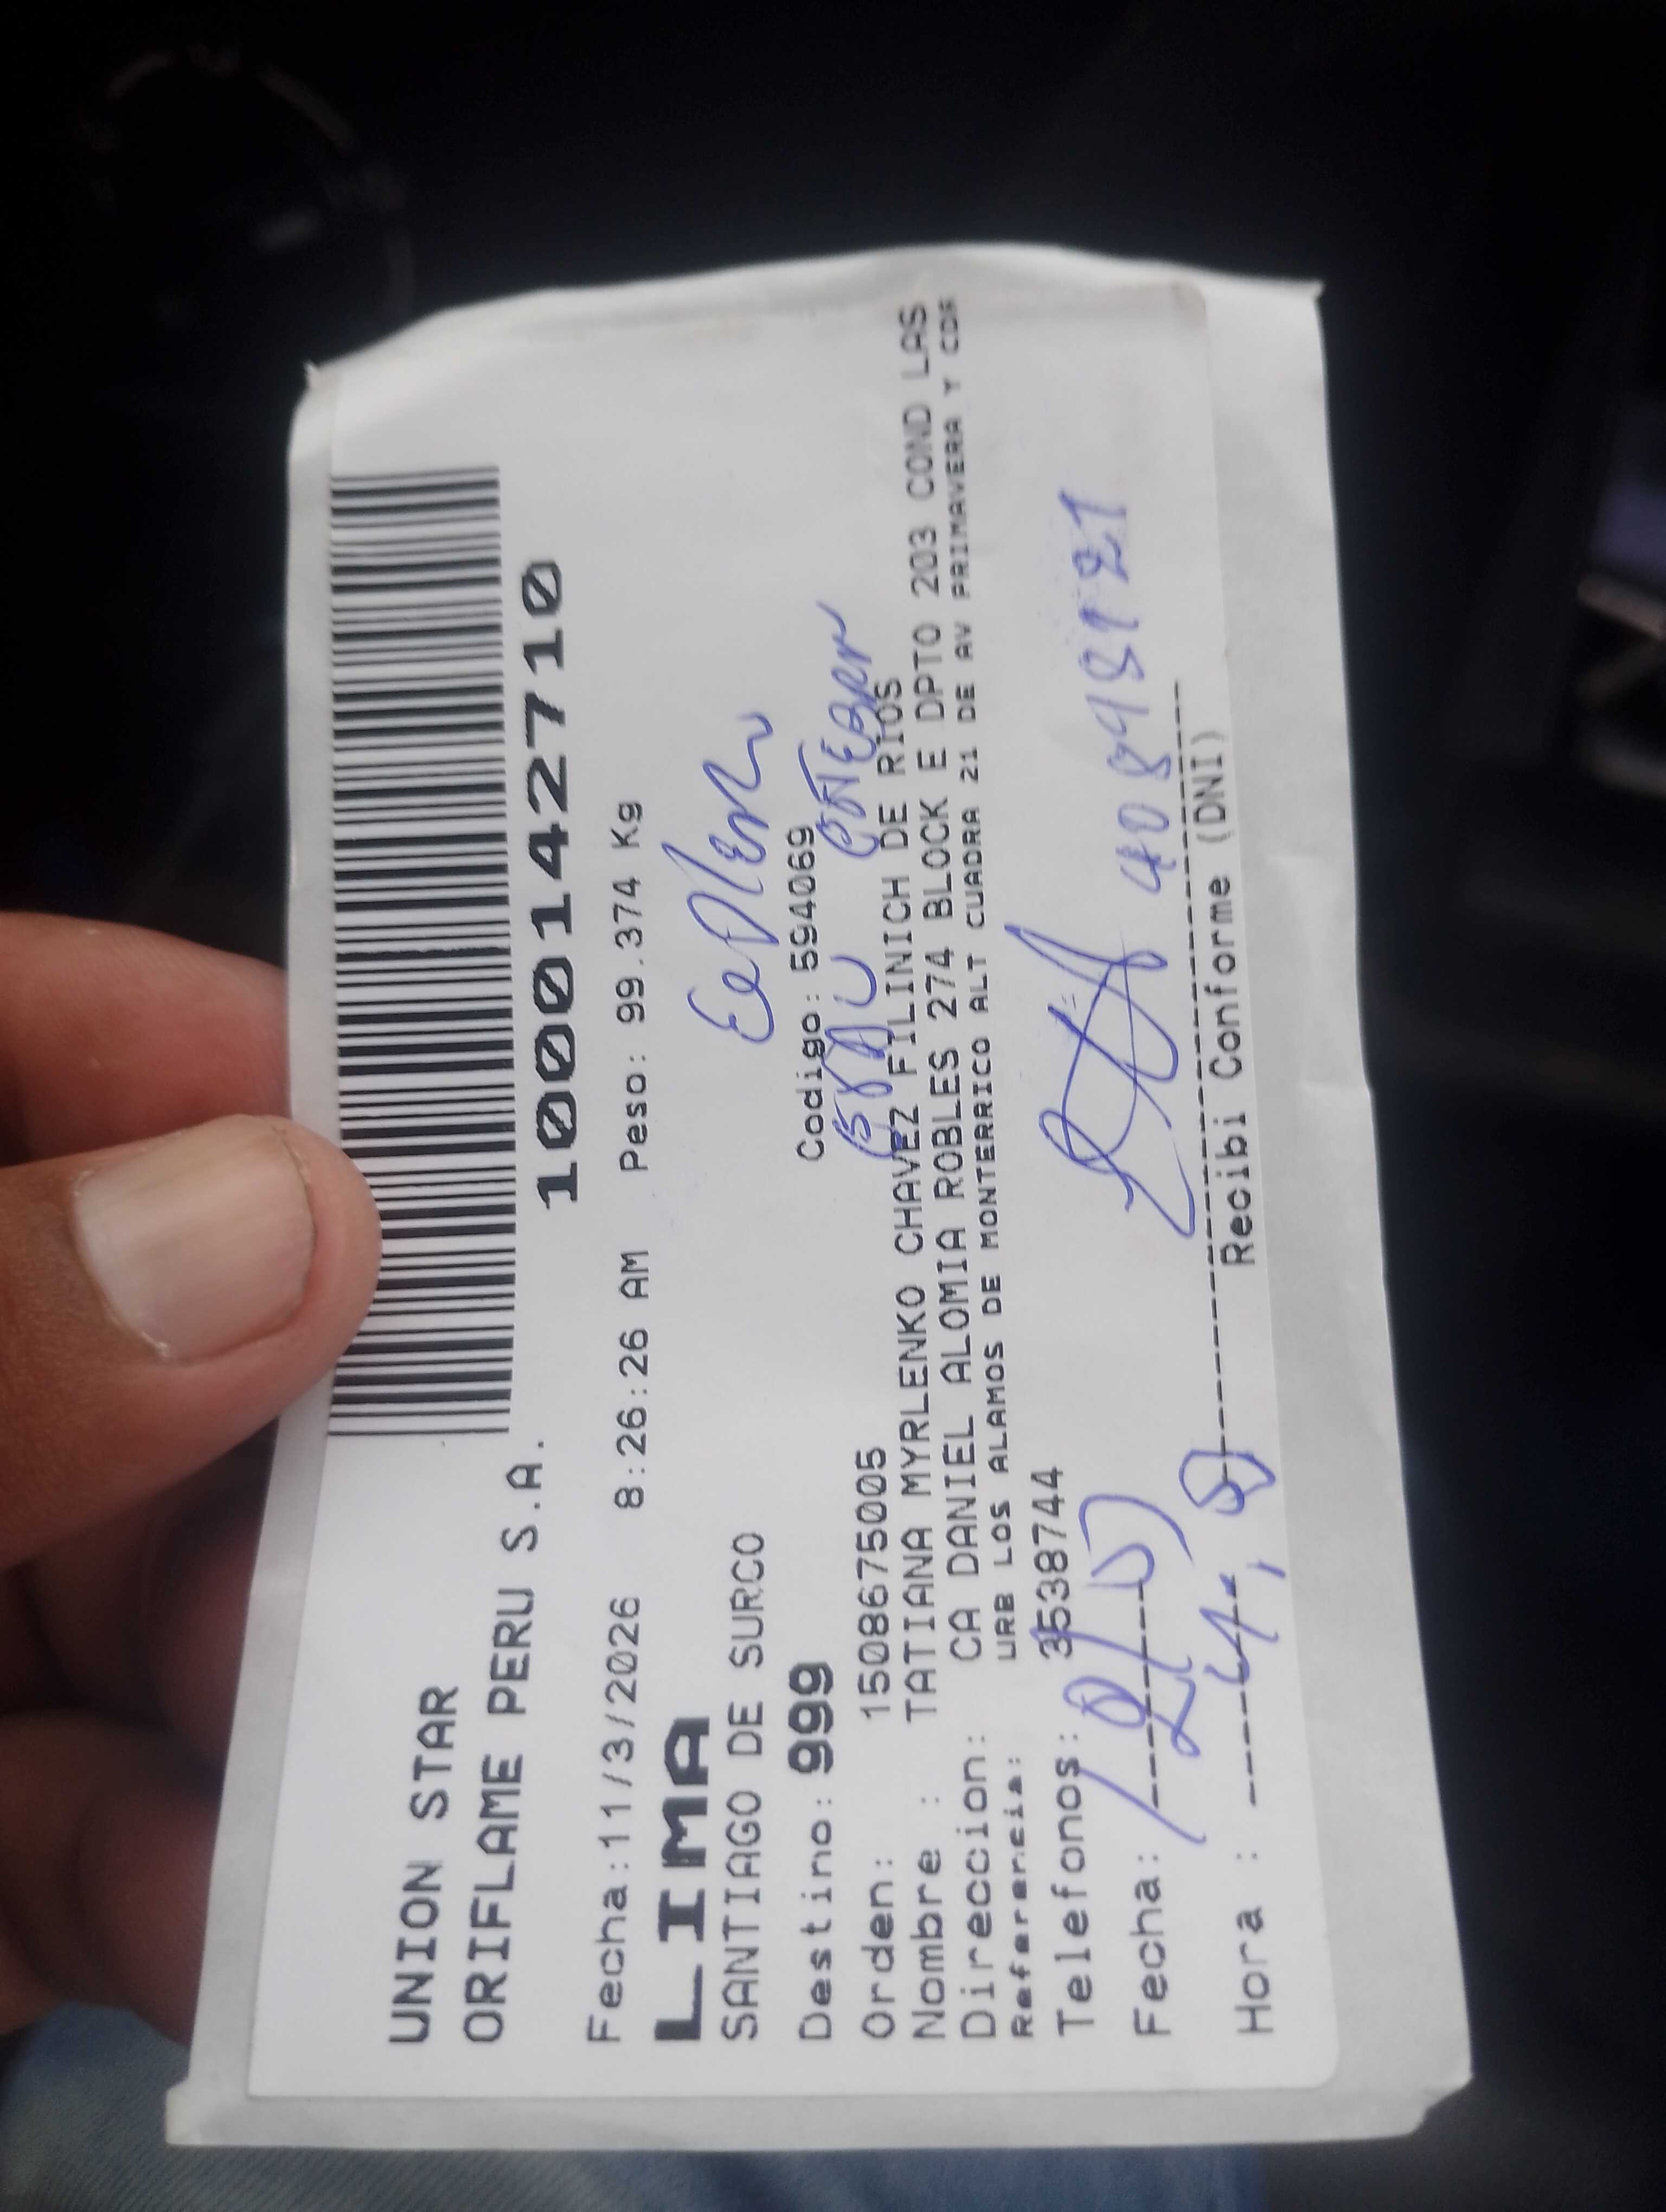 UNION STAR
ORIFLAME PERU S.A.
10001427710
Fecha:11/3/2026 8:26:26 AM Peso: 99.374 Kg
LIMA
SANTIAGO DE SURCO
Destino: 999 Codigo: 594069
Orden: 1508675005
Nombre : TATIANA MYRLENKO CHAVEZ FILINICH DE RIOS
Direccion: CA DANIEL ALOMIA ROBLES 274 BLOCK E DPTO 203 COND LAS
Referencia: URB LOS ALAMOS DE MONTERRICO ALT CUADRA 21 DE AV PRIMAVERA Y CDR
Telefonos: 3538744
Fecha:
Hora :
Recibi Conforme (DNI)